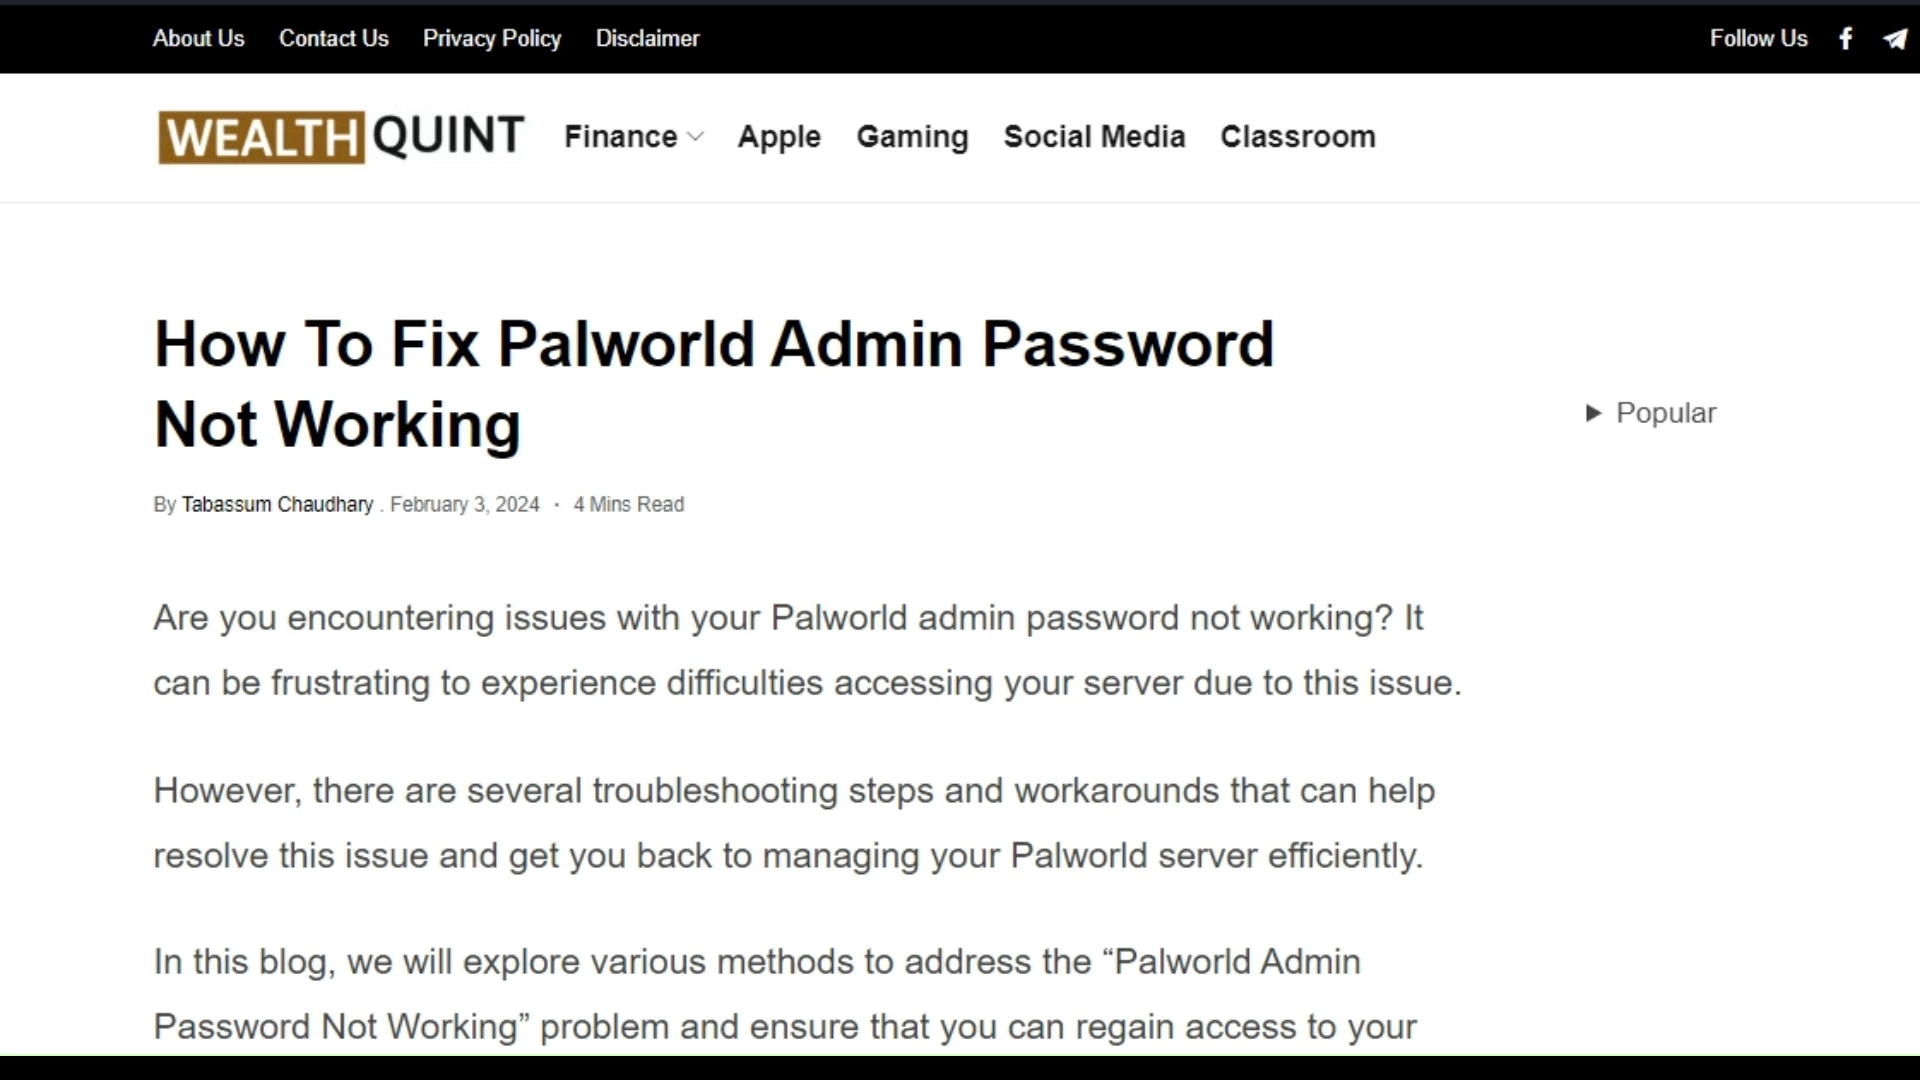 About Us Contact Us Privacy Policy Disclaimer Follow Us
WEALTH QUINT Finance Apple Gaming Social Media Classroom
How To Fix Palworld Admin Password
Not Working
Popular
By Tabassum Chaudhary . February 3, 2024 · 4 Mins Read
Are you encountering issues with your Palworld admin password not working? It
can be frustrating to experience difficulties accessing your server due to this issue.
However, there are several troubleshooting steps and workarounds that can help
resolve this issue and get you back to managing your Palworld server efficiently.
In this blog, we will explore various methods to address the “Palworld Admin
Password Not Working” problem and ensure that you can regain access to your